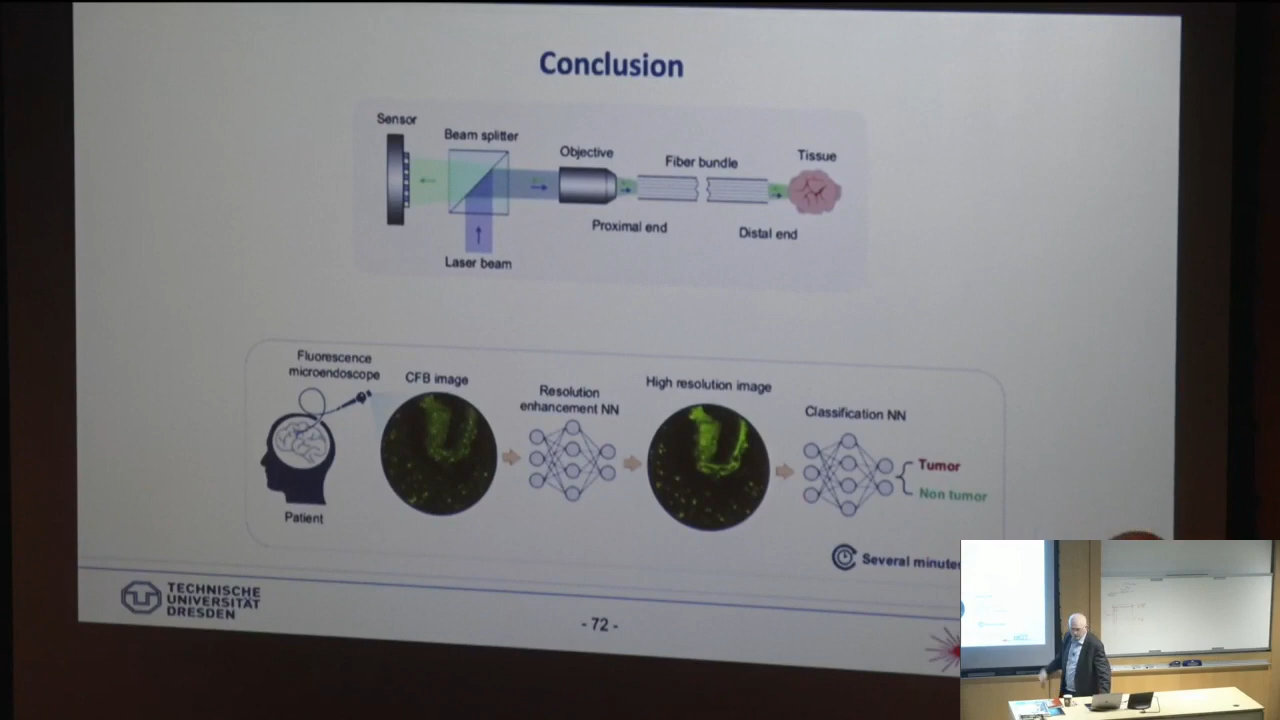 Conclusion
Sensor
Beam splitter
Objective
Fiber bundle
Tissue
Proximal end
Distal end
Laser beam
Fluorescence
microendoscope
CFB image
Resolution
enhancement NN
High resolution image
Classification NN
Tumor
Non tumor
Patient
Several minute
TECHNISCHE
UNIVERSITÄT
DRESDEN
- 72 -